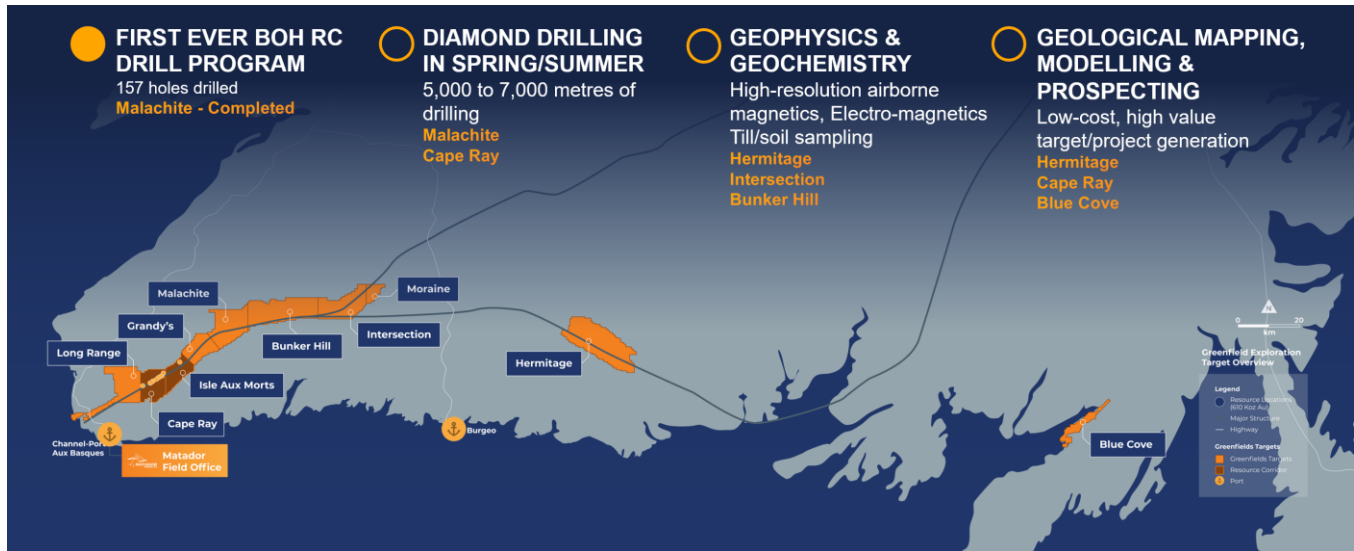 FIRST EVER BOH RC
DRILL PROGRAM
157 holes drilled
Malachite - Completed
DIAMOND DRILLING
IN SPRING/SUMMER
5,000 to 7,000 metres of
drilling
Malachite
Cape Ray
GEOPHYSICS &
GEOCHEMISTRY
High-resolution airborne
magnetics, Electro-magnetics
Till/soil sampling
Hermitage
Intersection
Bunker Hill
GEOLOGICAL MAPPING,
MODELLING &
PROSPECTING
Low-cost, high value
target/project generation
Hermitage
Cape Ray
Blue Cove
Malachite
Moraine
Grandy's
Bunker Hill
Intersection
Long Range
Isle Aux Morts
Cape Ray
Hermitage
Burgeo
Blue Cove
Channel-Port
Aux Basques
Matador
Field Office
N
0 20
km
Greenfield Exploration
Target Overview
Legend
Resource Locations
(610 Koz Au)
Major Structure
Highway
Greenfields Targets
Greenfields Targets
Resource Corridor
Port